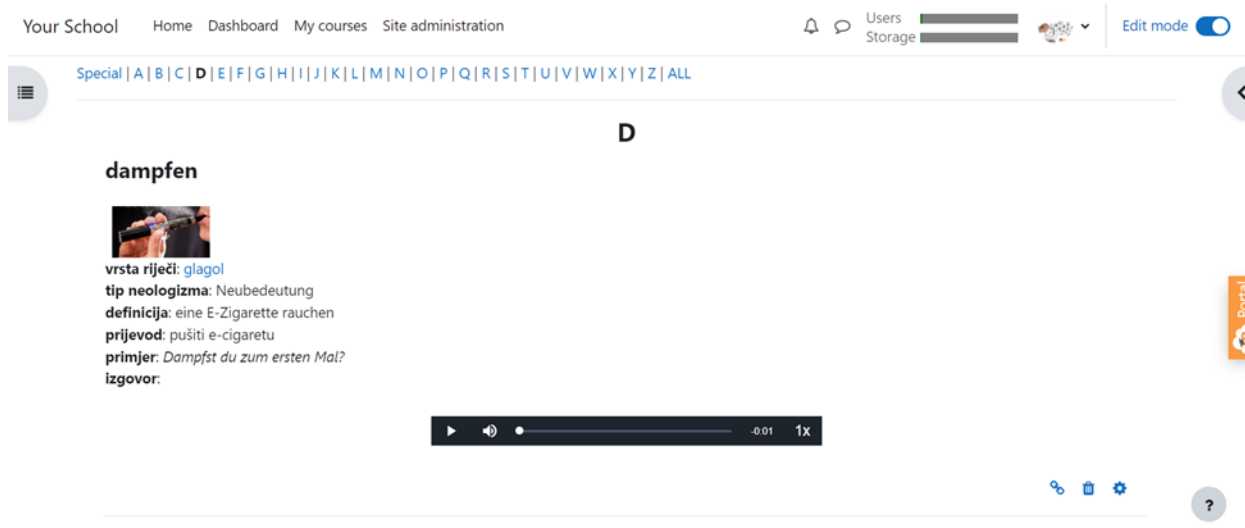 Your School Home Dashboard My courses Site administration Users Edit mode
Storage
Special | A | B | C | D | E | F | G | H | I | J | K | L | M | N | O | P | Q | R | S | T | U | V | W | X | Y | Z | ALL
D
dampfen
vrsta riječi: glagol
tip neologizma: Neubedeutung
definicija: eine E-Zigarette rauchen
prijevod: pušiti e-cigaretu
primjer: Dampfst du zum ersten Mal?
izgovor:
Portal
-0:01 1x
?